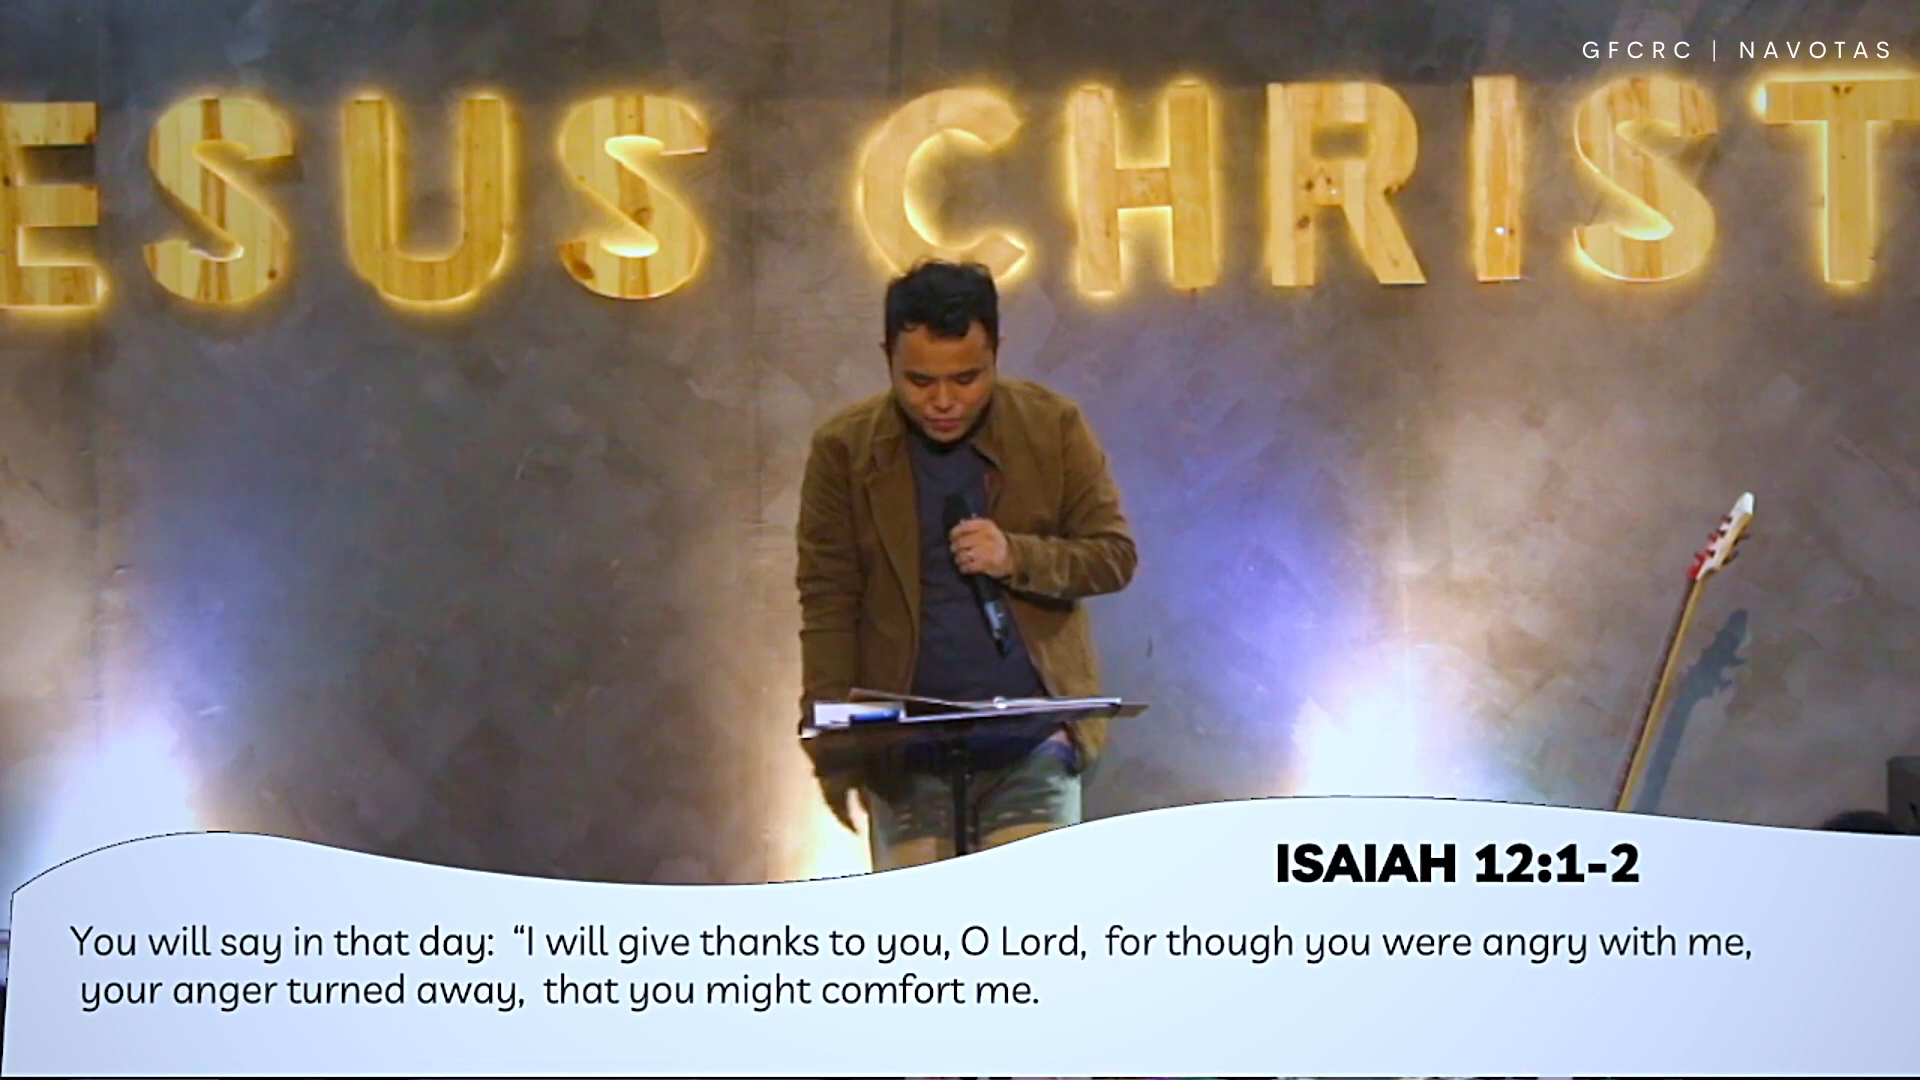 GFCRC | NAVOTAS
ESUS CHRIST
ISAIAH 12:1-2
You will say in that day: “I will give thanks to you, O Lord, for though you were angry with me,
your anger turned away, that you might comfort me.